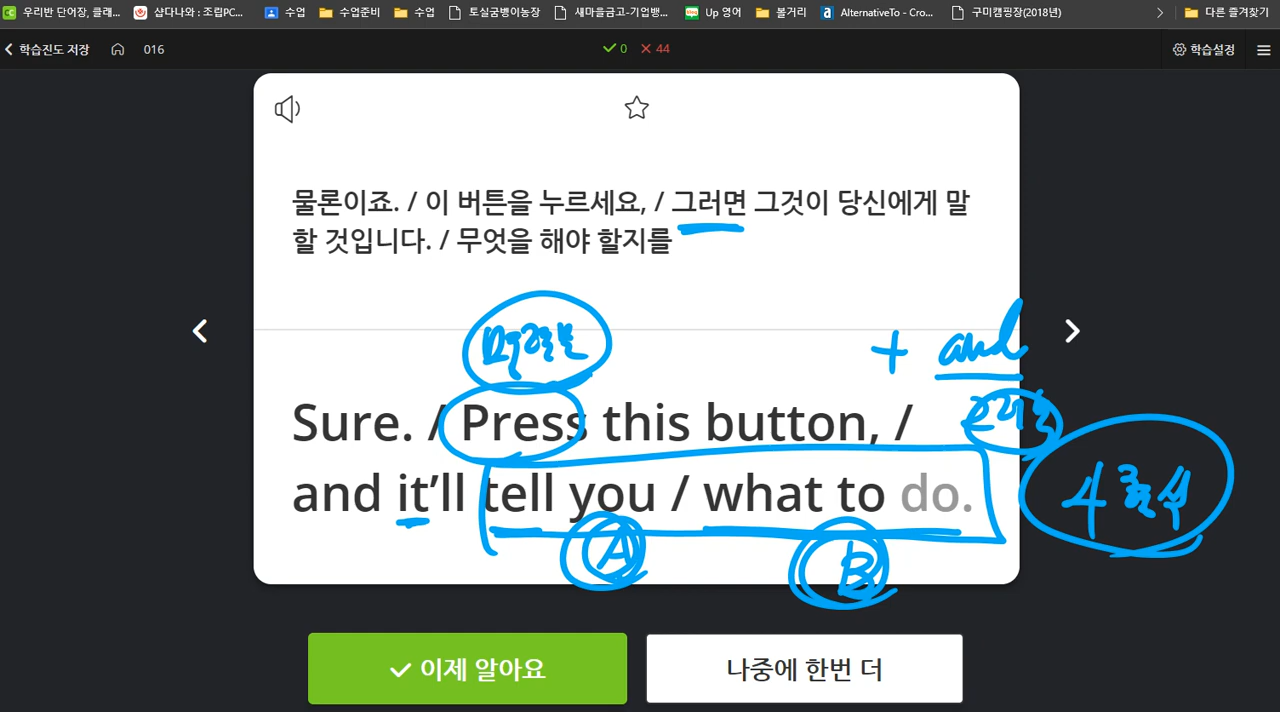 우리반 단어장, 클래... 샵다나와 : 조립PC... 수업 수업준비 수업 토실굼벵이농장 새마을금고-기업뱅... Up 영어 볼거리 AlternativeTo - Cro... 구미캠핑장(2018년) 다른 즐겨찾기
학습진도 저장 016 0 44 학습설정
물론이죠. / 이 버튼을 누르세요, / 그러면 그것이 당신에게 말
할 것입니다. / 무엇을 해야 할지를
명령문
+ and
Sure. / Press this button, /
그러면
and it’ll tell you / what to do.
4형식
A
B
이제 알아요 나중에 한번 더